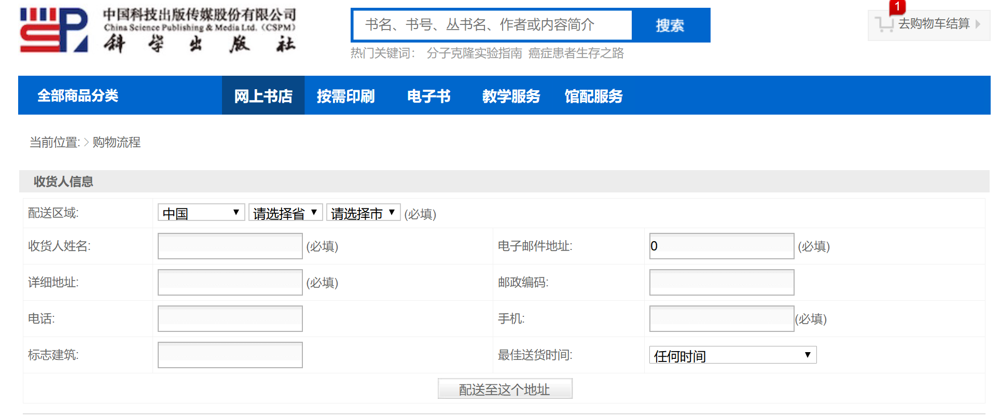 中国科技出版传媒股份有限公司
China Science Publishing & Media Ltd. (CSPM)
科学出版社
书名、书号、丛书名、作者或内容简介
搜索
1
去购物车结算
热门关键词： 分子克隆实验指南 癌症患者生存之路
全部商品分类 网上书店 按需印刷 电子书 教学服务 馆配服务
当前位置: 购物流程
收货人信息
配送区域: 中国 请选择省 请选择市 (必填)
收货人姓名: (必填) 电子邮件地址: 0 (必填)
详细地址: (必填) 邮政编码:
电话: 手机: (必填)
标志建筑: 最佳送货时间: 任何时间
配送至这个地址